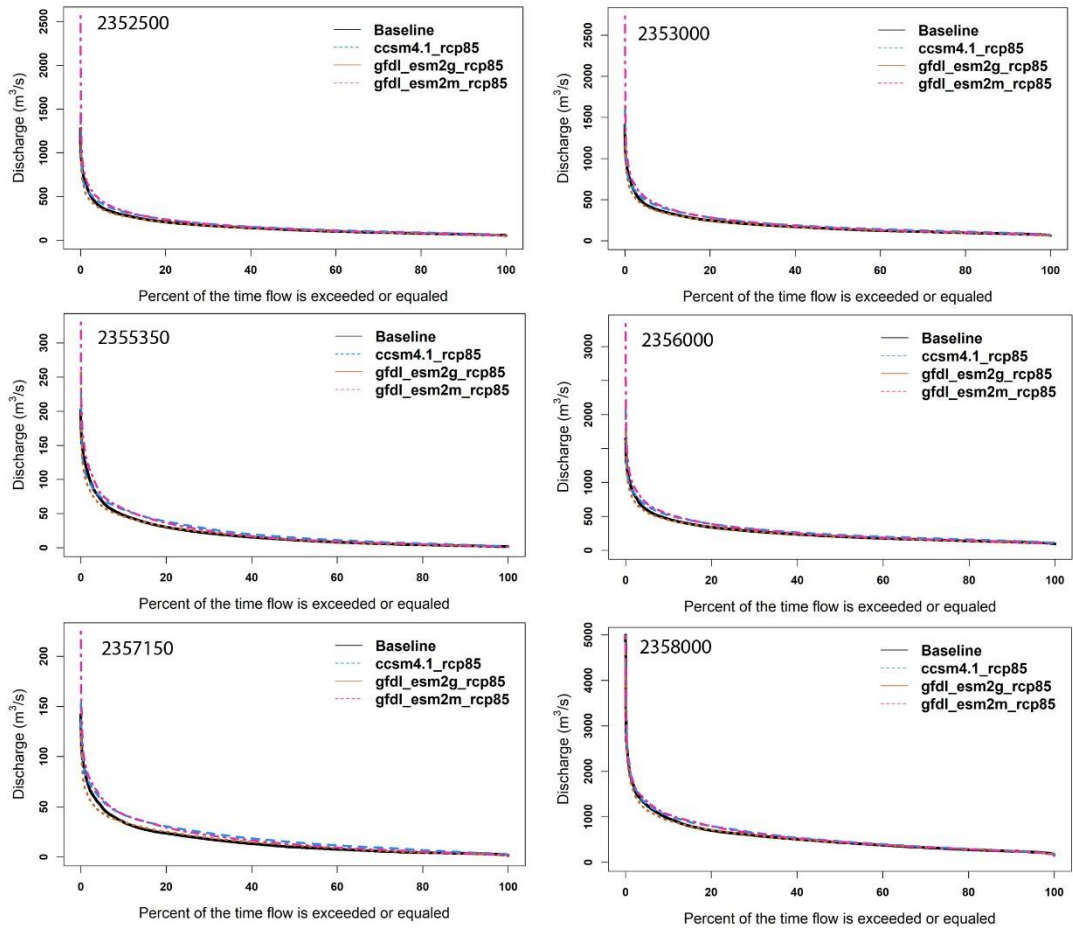 2352500
Baseline
ccsm4.1_rcp85
gfdl_esm2g_rcp85
gfdl_esm2m_rcp85
Discharge (m³/s)
2500
2000
1500
1000
500
0
0 20 40 60 80 100
Percent of the time flow is exceeded or equaled
2353000
Baseline
ccsm4.1_rcp85
gfdl_esm2g_rcp85
gfdl_esm2m_rcp85
Discharge (m³/s)
2500
2000
1500
1000
500
0
0 20 40 60 80 100
Percent of the time flow is exceeded or equaled
2355350
Baseline
ccsm4.1_rcp85
gfdl_esm2g_rcp85
gfdl_esm2m_rcp85
Discharge (m³/s)
300
250
200
150
100
50
0
0 20 40 60 80 100
Percent of the time flow is exceeded or equaled
2356000
Baseline
ccsm4.1_rcp85
gfdl_esm2g_rcp85
gfdl_esm2m_rcp85
Discharge (m³/s)
3000
2000
1500
1000
500
0
0 20 40 60 80 100
Percent of the time flow is exceeded or equaled
2357150
Baseline
ccsm4.1_rcp85
gfdl_esm2g_rcp85
gfdl_esm2m_rcp85
Discharge (m³/s)
200
150
100
50
0
0 20 40 60 80 100
Percent of the time flow is exceeded or equaled
2358000
Baseline
ccsm4.1_rcp85
gfdl_esm2g_rcp85
gfdl_esm2m_rcp85
Discharge (m³/s)
5000
4000
3000
2000
1000
0
0 20 40 60 80 100
Percent of the time flow is exceeded or equaled